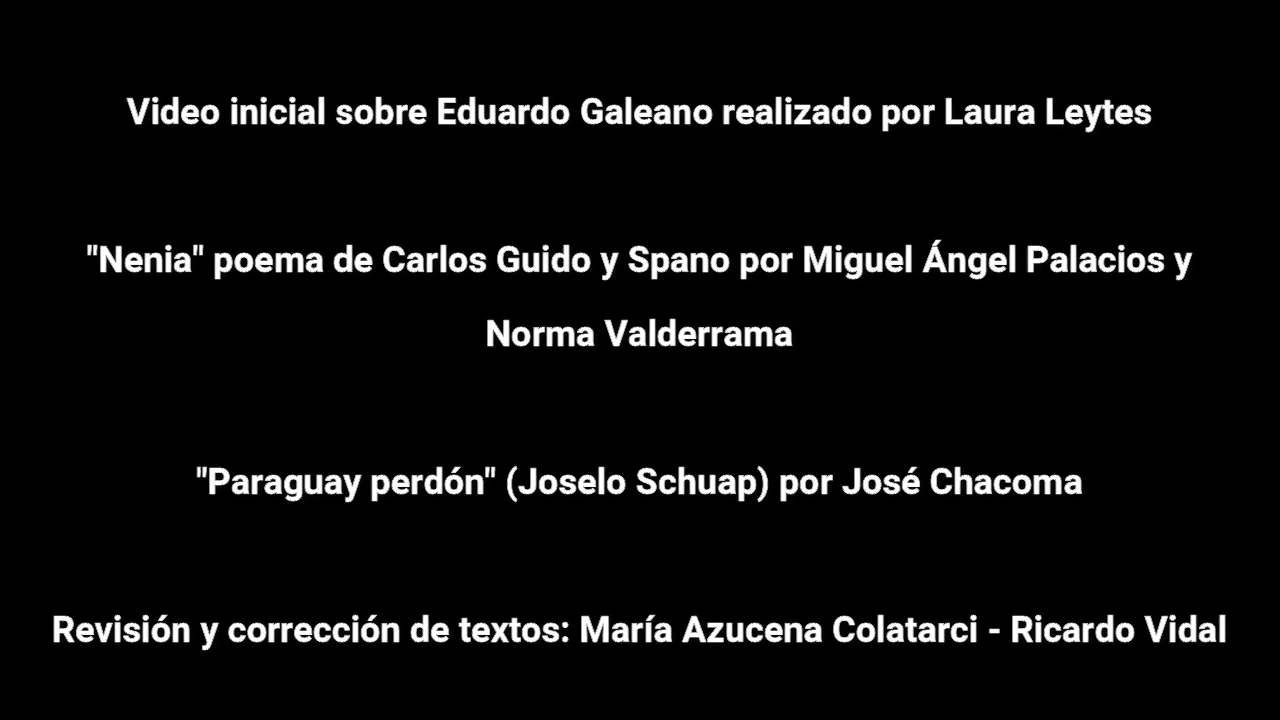 Video inicial sobre Eduardo Galeano realizado por Laura Leytes
"Nenia" poema de Carlos Guido y Spano por Miguel Ángel Palacios y
Norma Valderrama
"Paraguay perdón" (Joselo Schuap) por José Chacoma
Revisión y corrección de textos: María Azucena Colatarci - Ricardo Vidal